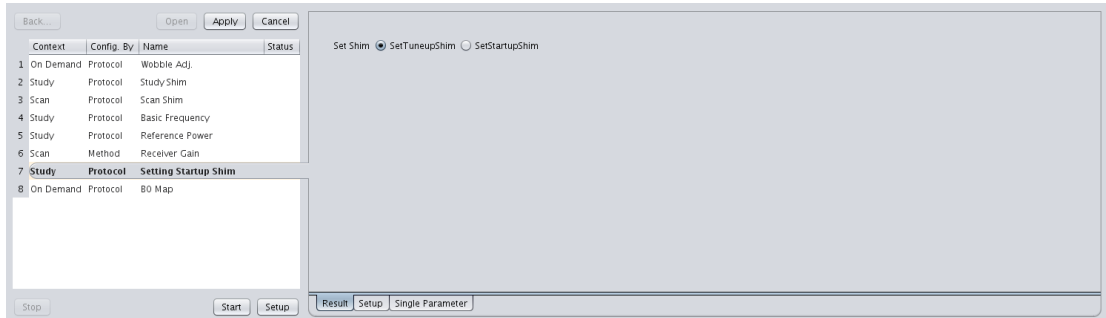 Back... Open Apply Cancel
Context Config. By Name Status
1 On Demand Protocol Wobble Adj.
2 Study Protocol Study Shim
3 Scan Protocol Scan Shim
4 Study Protocol Basic Frequency
5 Study Protocol Reference Power
6 Scan Method Receiver Gain
7 Study Protocol Setting Startup Shim
8 On Demand Protocol B0 Map
Stop Start Setup
Set Shim SetTuneupShim SetStartupShim
Result Setup Single Parameter